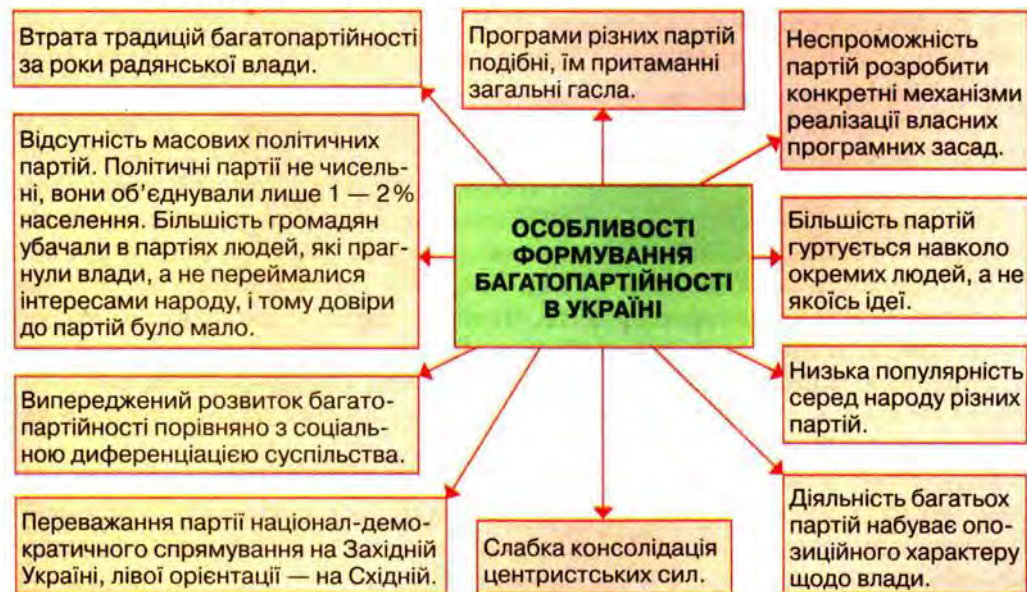 Втрата традицій багатопартійності
за роки радянської влади.
Програми різних партій
подібні, їм притаманні
загальні гасла.
Неспроможність
партій розробити
конкретні механізми
реалізації власних
програмних засад.
Відсутність масових політичних
партій. Політичні партії не чисель-
ні, вони об’єднували лише 1 — 2 %
населення. Більшість громадян
убачали в партіях людей, які праг-
нули влади, а не переймалися
інтересами народу, і тому довіри
до партій було мало.
ОСОБЛИВОСТІ
ФОРМУВАННЯ
БАГАТОПАРТІЙНОСТІ
В УКРАЇНІ
Більшість партій
гуртується навколо
окремих людей, а не
якоїсь ідеї.
Випереджений розвиток багато-
партійності порівняно з соціаль-
ною диференціацією суспільства.
Низька популярність
серед народу різних
партій.
Переважання партії націонал-демо-
кратичного спрямування на Західній
Україні, лівої орієнтації — на Східній.
Слабка консолідація
центристських сил.
Діяльність багатьох
партій набуває опо-
зиційного характеру
щодо влади.